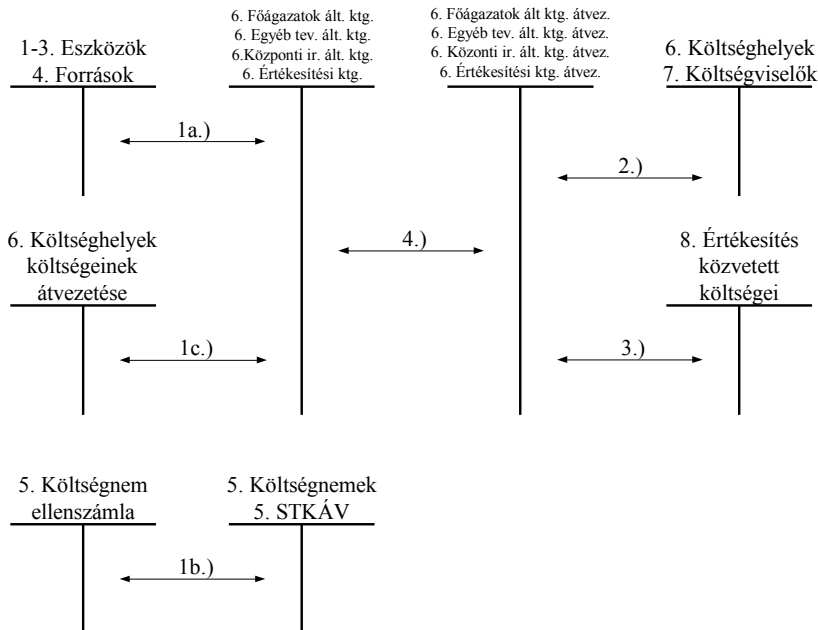 1-3. Eszközök
4. Források
6. Főágazatok ált. ktg.
6. Egyéb tev. ált. ktg.
6.Központi ir. ált. ktg.
6. Értékesítési ktg.
6. Főágazatok ált ktg. átvez.
6. Egyéb tev. ált. ktg. átvez.
6. Közonti ir. ált. ktg. átvez.
6. Értékesítési ktg. átvez.
6. Költséghelyek
7. Költségviselők
1a.)
2.)
6. Költséghelyek
költségeinek
átvezetése
4.)
8. Értékesítés
közvetett
költségei
1c.)
3.)
5. Költségnem
ellenszámla
5. Költségnemek
5. STKÁV
1b.)